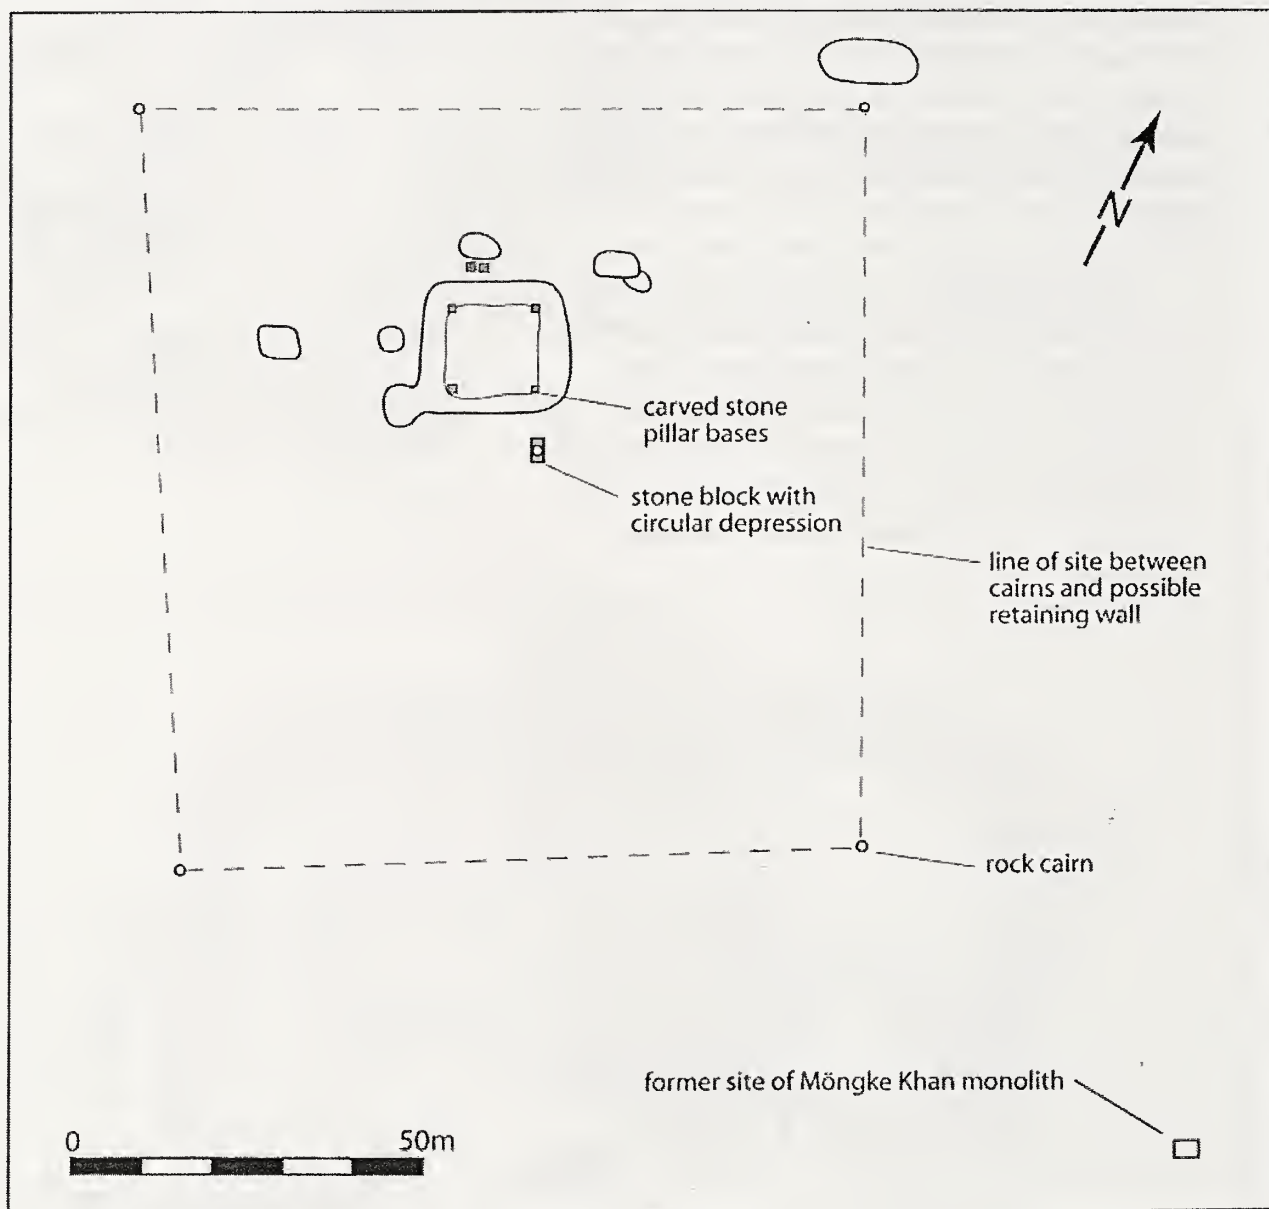 N
carved stone
pillar bases
stone block with
circular depression
line of site between
cairns and possible
retaining wall
rock cairn
former site of Möngke Khan monolith
0 50m